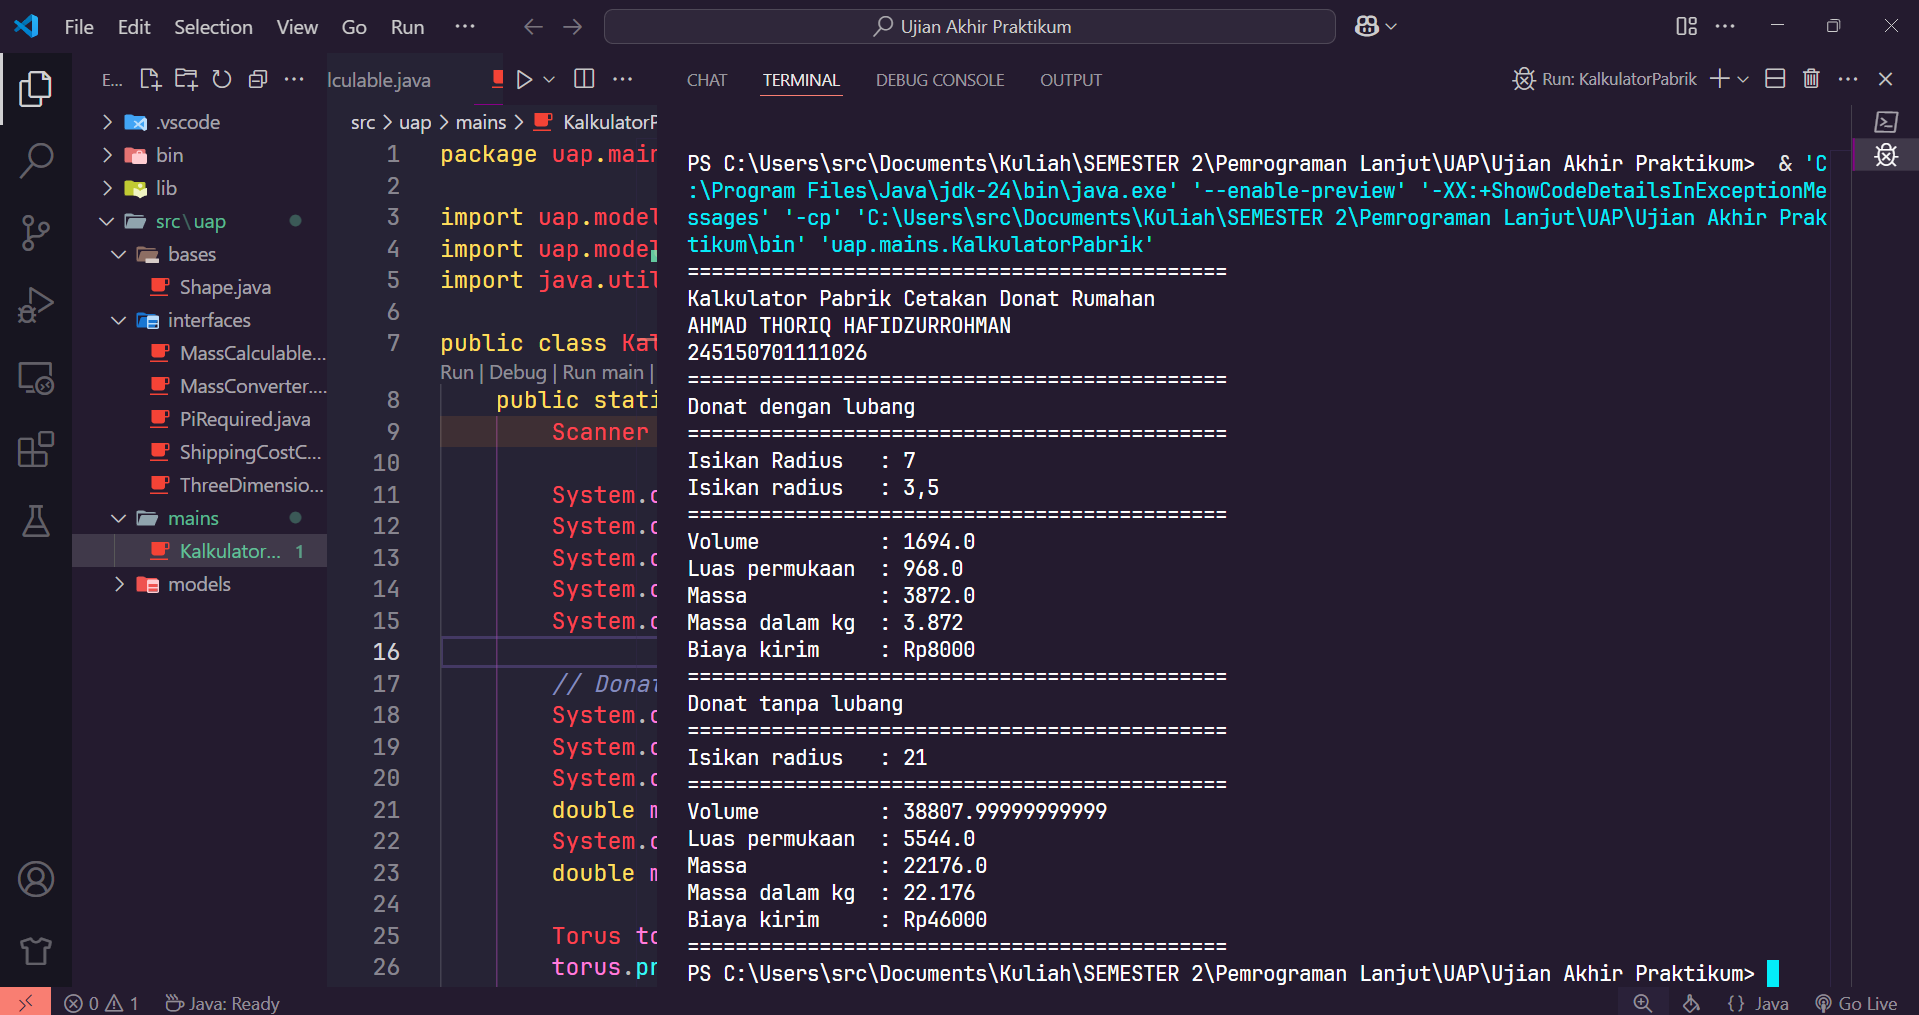 File Edit Selection View Go Run ··· Ujian Akhir Praktikum
E... lculable.java CHAT TERMINAL DEBUG CONSOLE OUTPUT Run: KalkulatorPabrik
.vscode
bin
lib
src\uap
bases
Shape.java
interfaces
MassCalculable...
MassConverter....
PiRequired.java
ShippingCostC...
ThreeDimensio...
mains
Kalkulator... 1
models
src > uap > mains > KalkulatorP
1 package uap.main
2
3 import uap.model
4 import uap.model
5 import java.util
6
7 public class Kal
Run | Debug | Run main |
8 public stati
9 Scanner
10
11 System.o
12 System.o
13 System.o
14 System.o
15 System.o
16
17 // Donat
18 System.o
19 System.o
20 System.o
21 double m
22 System.o
23 double m
24
25 Torus to
26 torus.pr
PS C:\Users\src\Documents\Kuliah\SEMESTER 2\Pemrograman Lanjut\UAP\Ujian Akhir Praktikum>  & 'C
:\Program Files\Java\jdk-24\bin\java.exe' '--enable-preview' '-XX:+ShowCodeDetailsInExceptionMe
ssages' '-cp' 'C:\Users\src\Documents\Kuliah\SEMESTER 2\Pemrograman Lanjut\UAP\Ujian Akhir Prak
tikum\bin' 'uap.mains.KalkulatorPabrik'
=============================================
Kalkulator Pabrik Cetakan Donat Rumahan
AHMAD THORIQ HAFIDZURROHMAN
245150701111026
=============================================
Donat dengan lubang
=============================================
Isikan Radius   : 7
Isikan radius   : 3,5
=============================================
Volume          : 1694.0
Luas permukaan  : 968.0
Massa           : 3872.0
Massa dalam kg  : 3.872
Biaya kirim     : Rp8000
=============================================
Donat tanpa lubang
=============================================
Isikan radius   : 21
=============================================
Volume          : 38807.99999999999
Luas permukaan  : 5544.0
Massa           : 22176.0
Massa dalam kg  : 22.176
Biaya kirim     : Rp46000
=============================================
PS C:\Users\src\Documents\Kuliah\SEMESTER 2\Pemrograman Lanjut\UAP\Ujian Akhir Praktikum>
0 1 Java: Ready {} Java Go Live